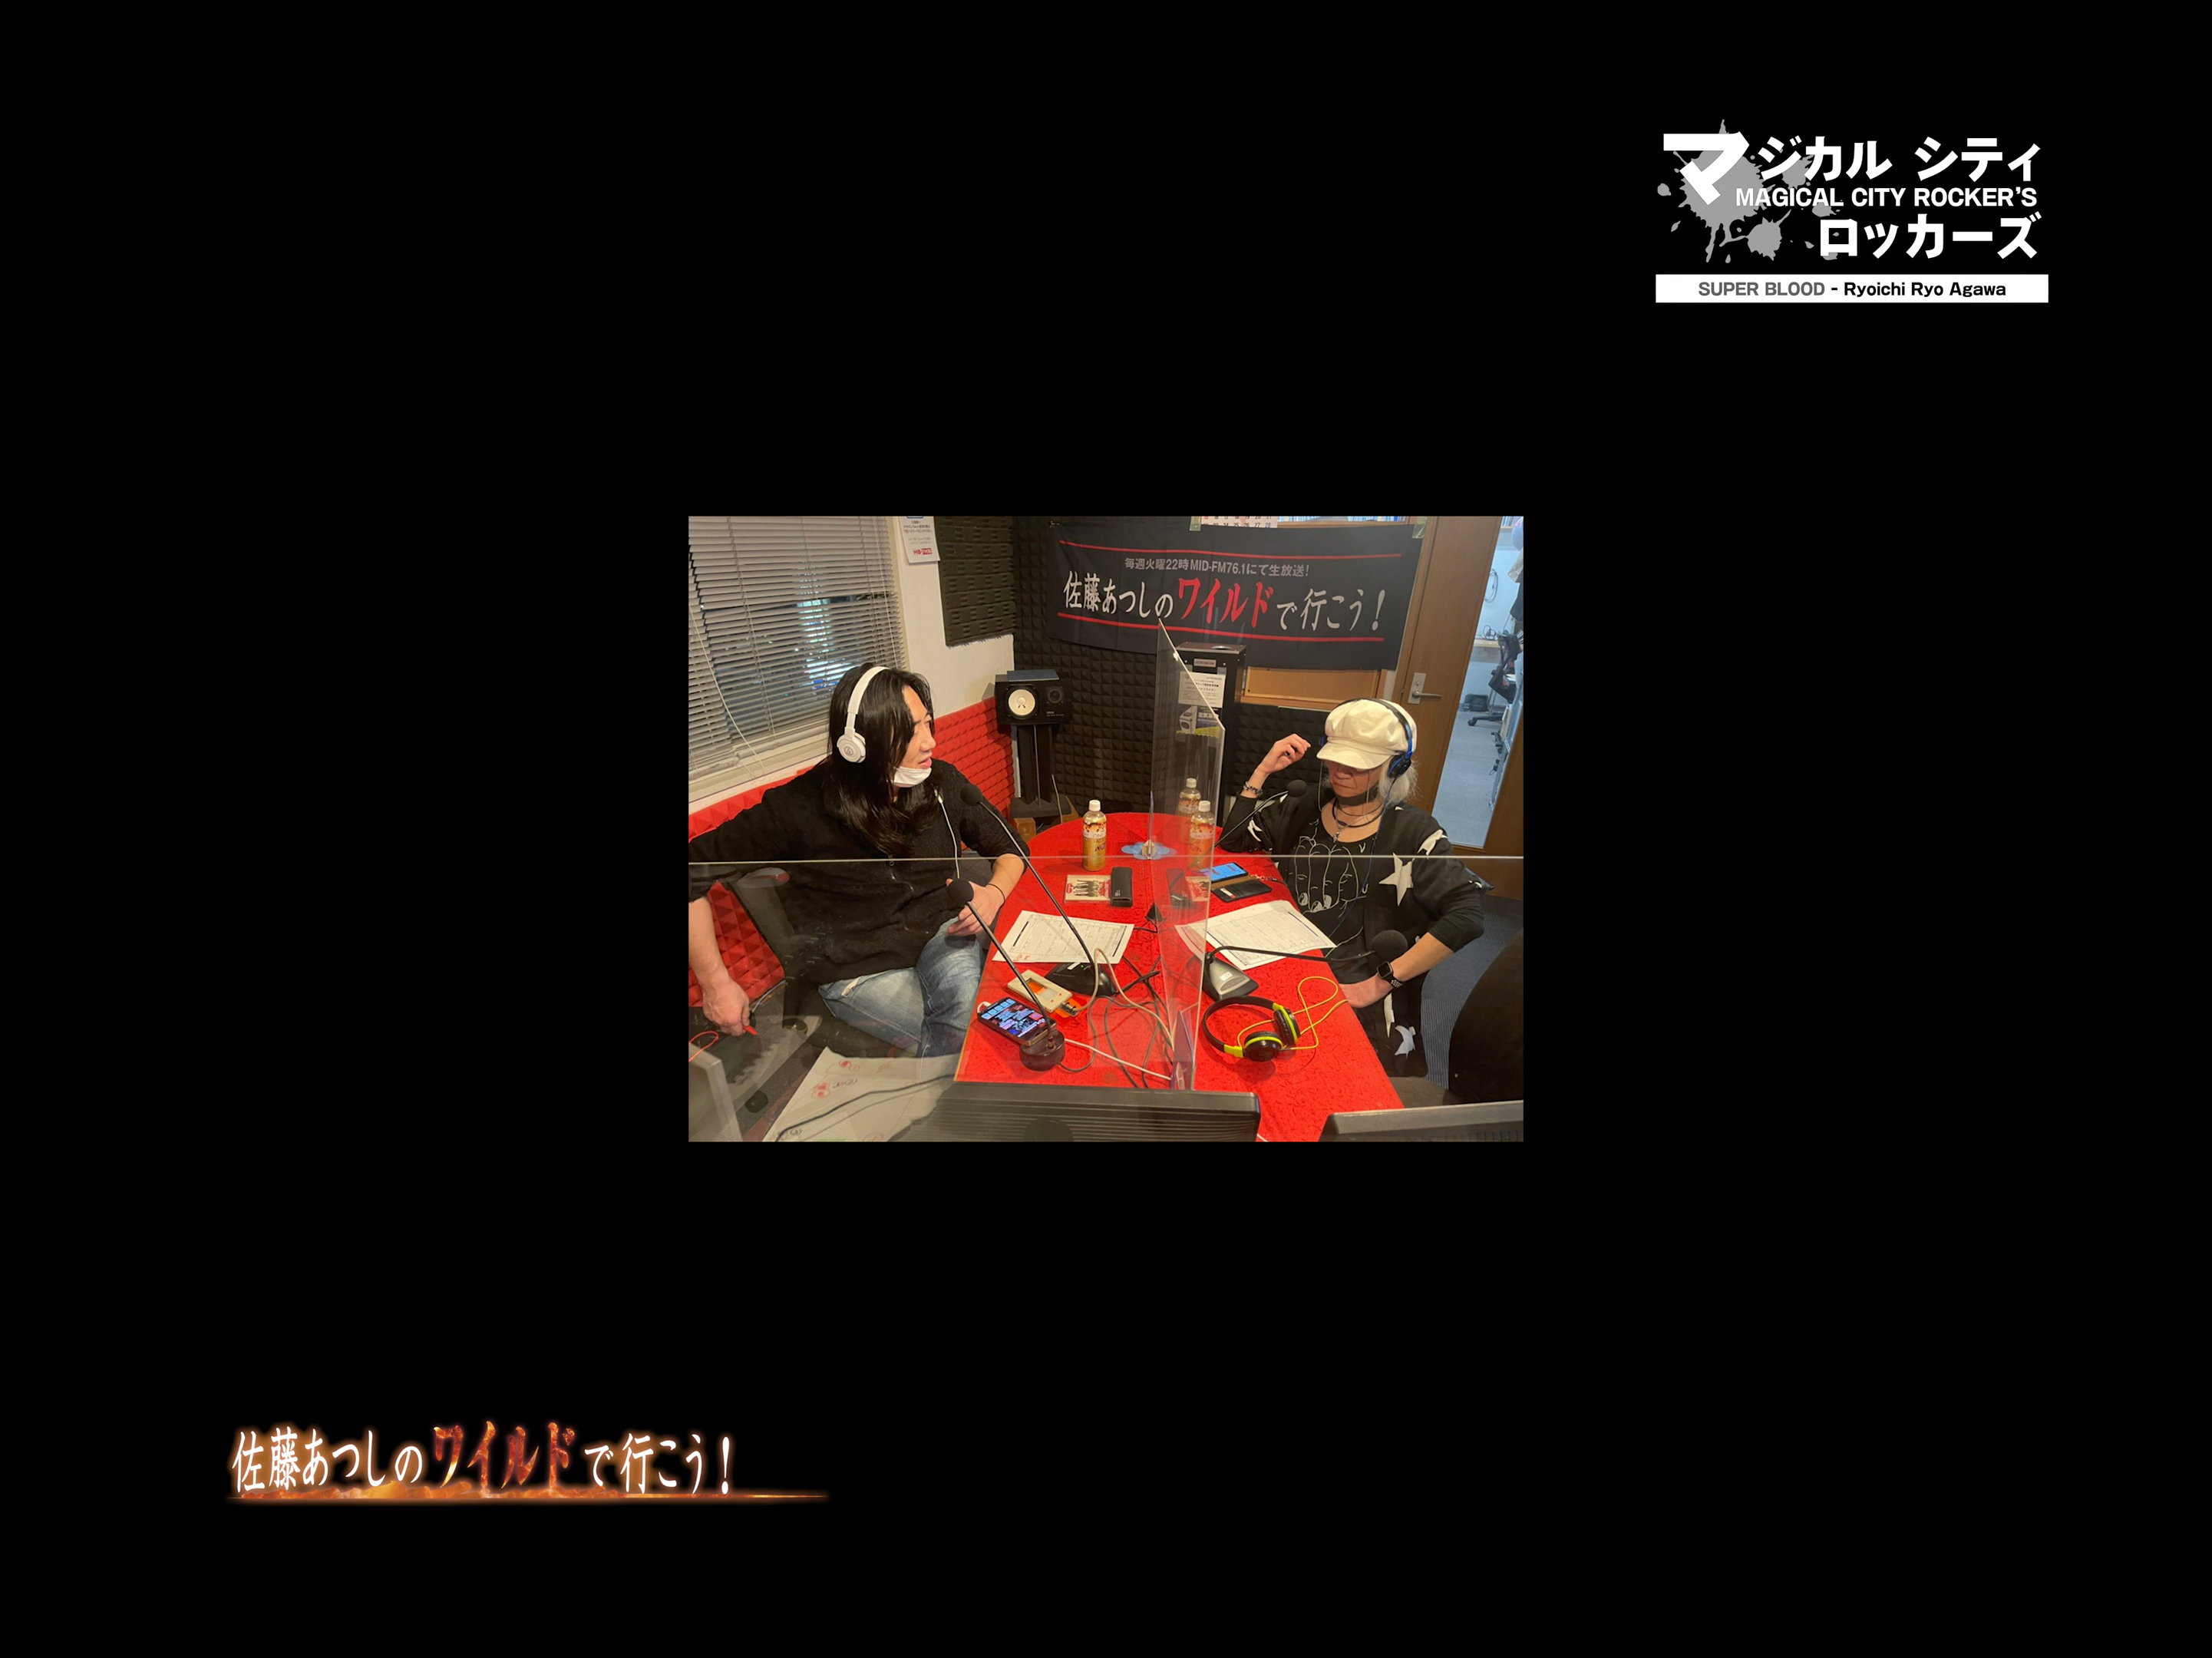 マジカル シティ
MAGICAL CITY ROCKER'S
ロッカーズ
SUPER BLOOD - Ryoichi Ryo Agawa
毎週火曜22時MID-FM76.1にて生放送!
佐藤あつしのワイルドで行こう!
佐藤あつしのワイルドで行こう!